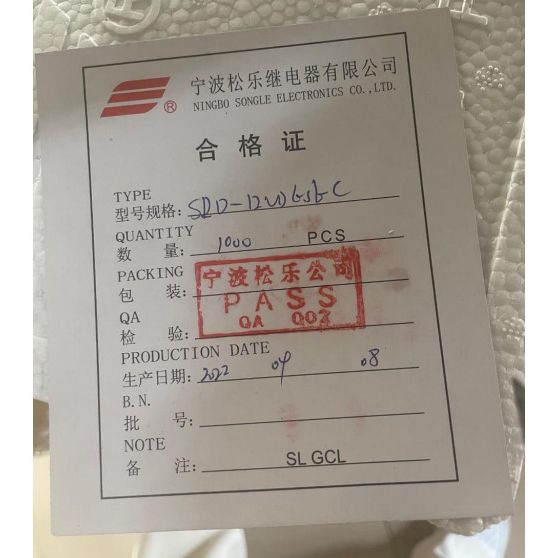 宁波松乐继电器有限公司
® NINGBO SONGLE ELECTRONICS CO.,LTD.
合格证
TYPE
型号规格:
QUANTITY
数 量: 1000 PCS
PACKING
包 装:
宁波松乐公司
PASS
QA 003
QA
检 验:
PRODUCTION DATE
生产日期: 2022 04 08
B.N.
批 号:
NOTE
备 注: SL GCL